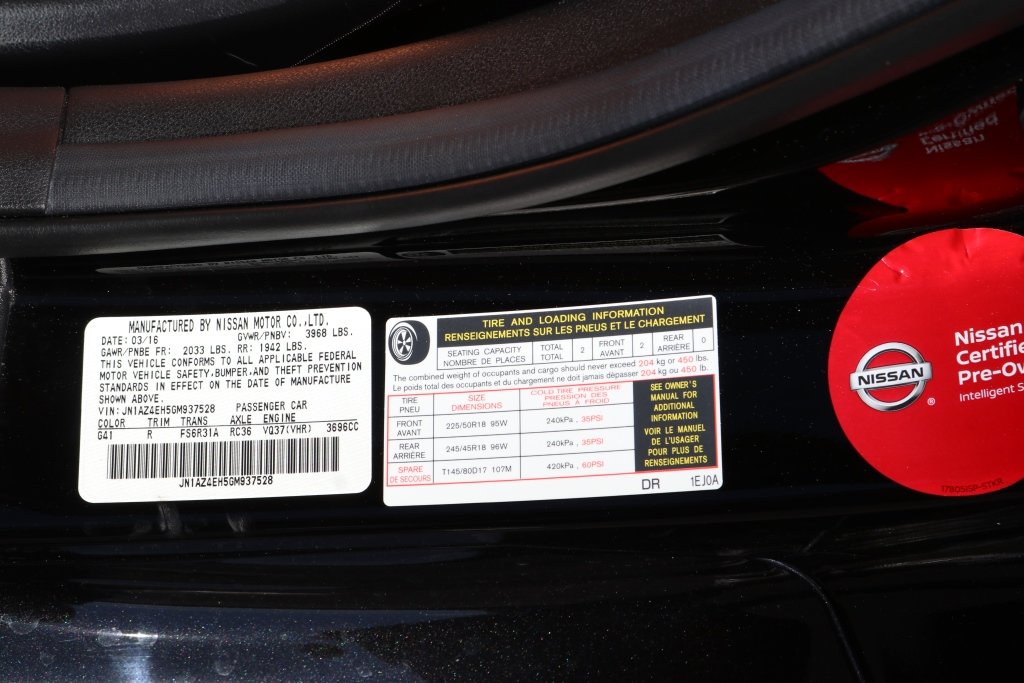 MANUFACTURED BY NISSAN MOTOR CO.,LTD.
DATE: 03/16 GVWR/PNBV: 3968 LBS.
GAWR/PNBE FR: 2033 LBS. RR: 1942 LBS.
THIS VEHICLE CONFORMS TO ALL APPLICABLE FEDERAL
MOTOR VEHICLE SAFETY,BUMPER,AND THEFT PREVENTION
STANDARDS IN EFFECT ON THE DATE OF MANUFACTURE
SHOWN ABOVE.
VIN:JN1AZ4EH5GM937528 PASSENGER CAR
COLOR TRIM TRANS AXLE ENGINE
G41 R FS6R31A RC36 VQ37(VHR) 3696CC
JN1AZ4EH5GM937528
TIRE AND LOADING INFORMATION
RENSEIGNEMENTS SUR LES PNEUS ET LE CHARGEMENT
SEATING CAPACITY TOTAL 2 FRONT 2 REAR 0
NOMBRE DE PLACES TOTAL AVANT ARRIÈRE
The combined weight of occupants and cargo should never exceed 204 kg or 450 lbs.
Le poids total des occupants et du chargement ne doit jamais dépasser 204 kg ou 450 lb.
TIRE SIZE COLD TIRE PRESSURE
PNEU DIMENSIONS PRESSION DES
PNEUS À FROID
FRONT
AVANT 225/50R18 95W 240kPa , 35PSI
REAR
ARRIÈRE 245/45R18 96W 240kPa , 35PSI
SPARE
DE SECOURS T145/80D17 107M 420kPa , 60PSI
SEE OWNER'S
MANUAL FOR
ADDITIONAL
INFORMATION
VOIR LE MANUEL
DE L'USAGER
POUR PLUS DE
RENSEIGNEMENTS
DR 1EJ0A
NISSAN
®
Nissan
Certifie
Pre-Ow
Intelligent S
17805ISP-STKR
Nissan
Certified